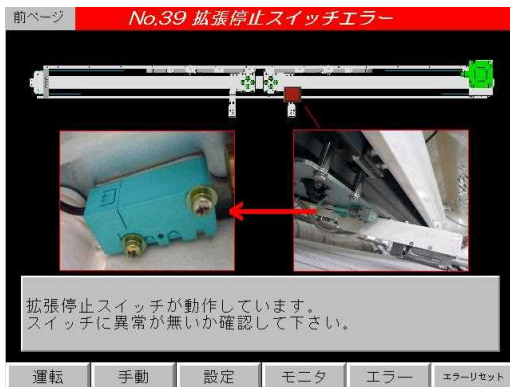 前ページ
No,39 拡張停止スイッチエラー
拡張停止スイッチが動作しています。
スイッチに異常が無いか確認して下さい。
運転 手動 設定 モニタ エラー エラーリセット